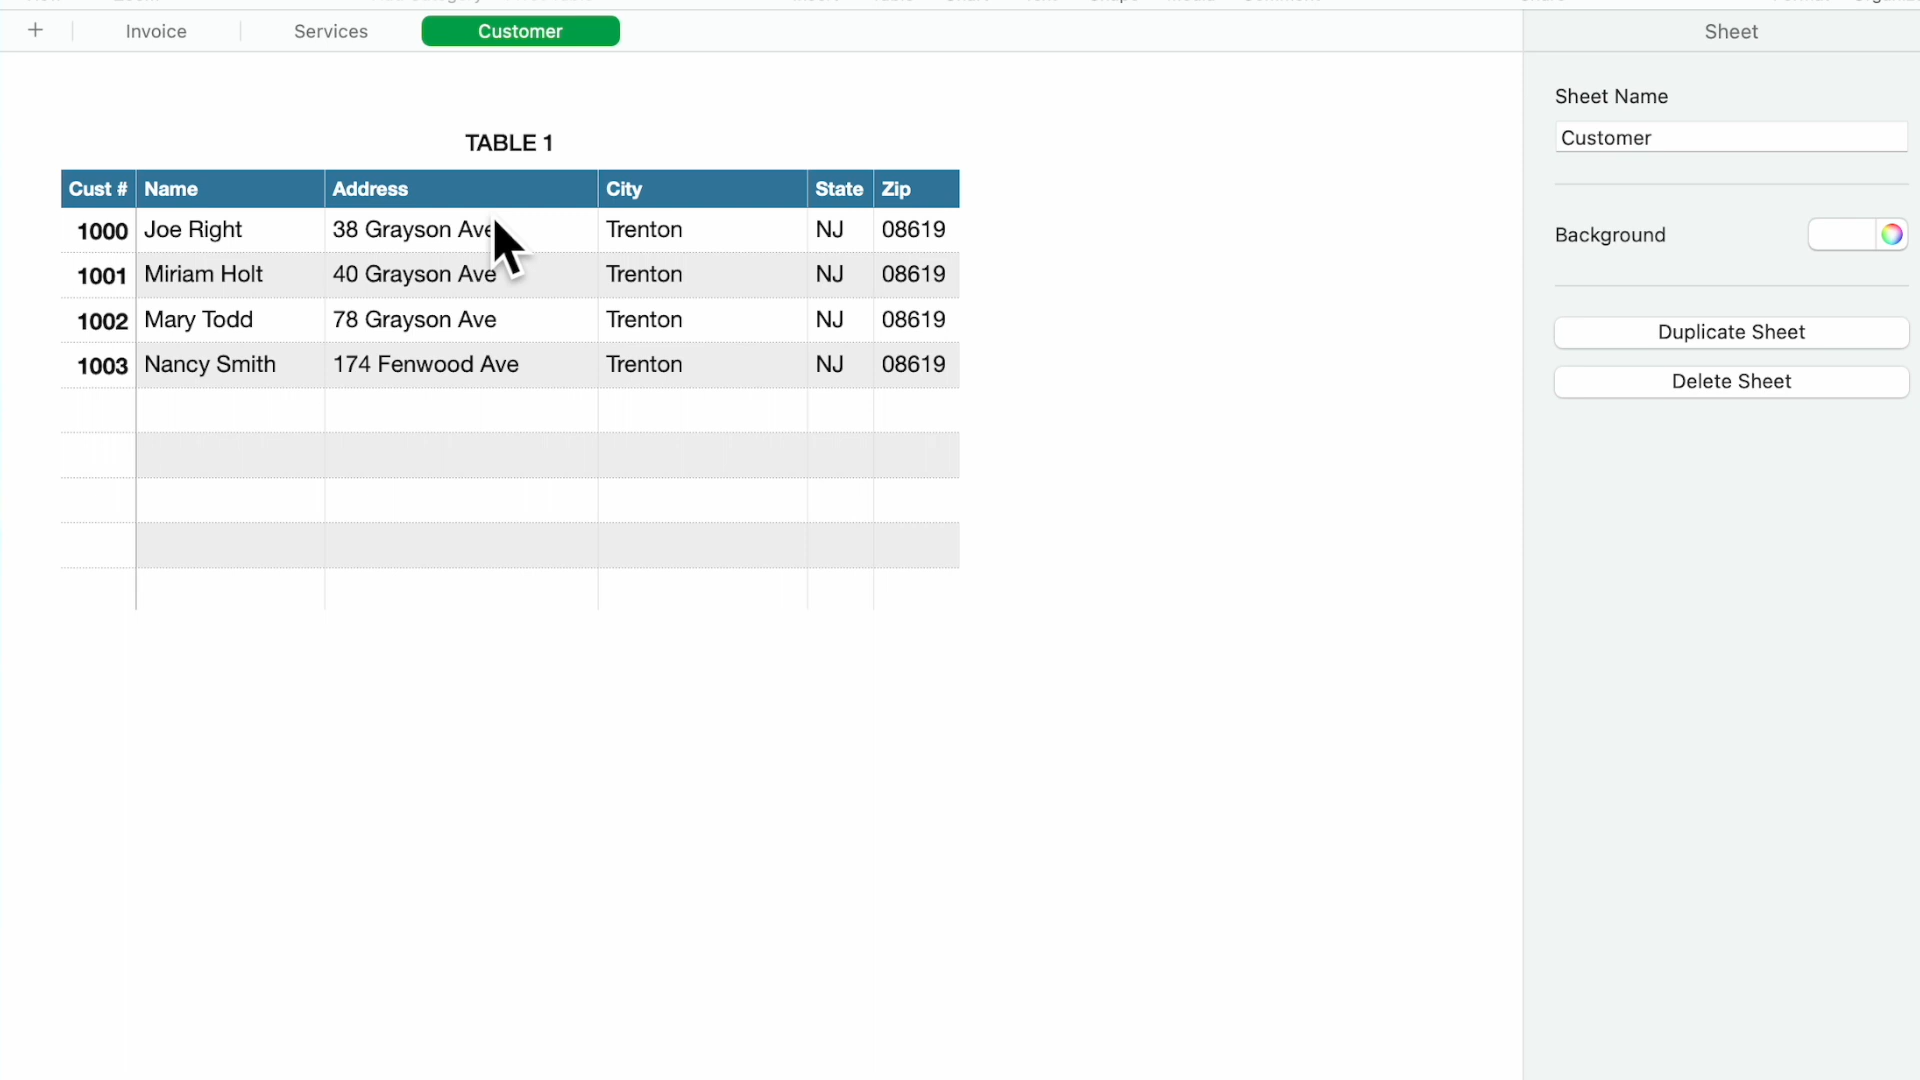 + Invoice Services Customer Sheet
Sheet Name
Customer
TABLE 1
Cust # Name Address City State Zip
1000 Joe Right 38 Grayson Ave Trenton NJ 08619
1001 Miriam Holt 40 Grayson Ave Trenton NJ 08619
1002 Mary Todd 78 Grayson Ave Trenton NJ 08619
1003 Nancy Smith 174 Fenwood Ave Trenton NJ 08619
Background
Duplicate Sheet
Delete Sheet